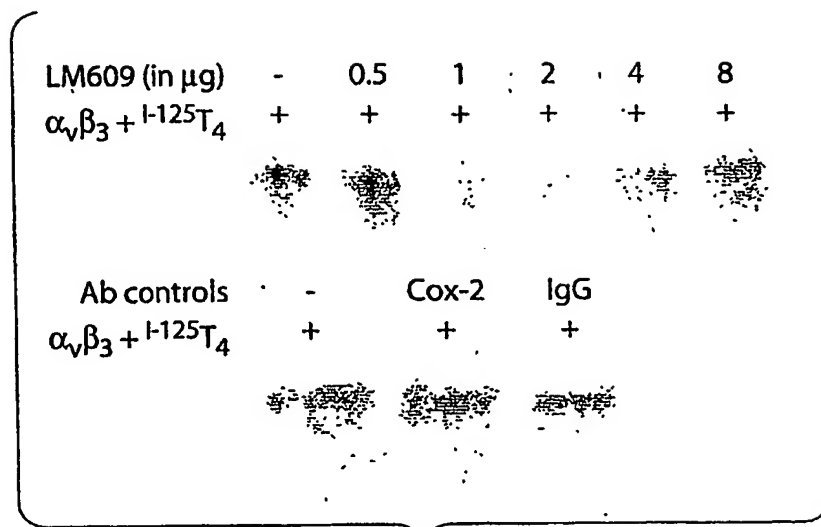 LM609 (in μg) - 0.5 1 2 4 8
αvβ3 + I-125T4 + + + + + +
Ab controls - Cox-2 IgG
αvβ3 + I-125T4 + + +